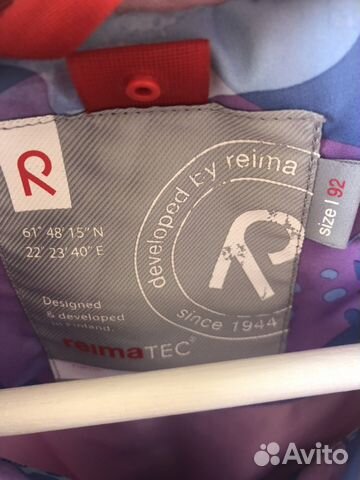 61° 48' 15" N
22° 23' 40" E
Designed
& developed
in Finland.
reimaTEC®
developed by reima
R
since 1944
size | 92
Avito